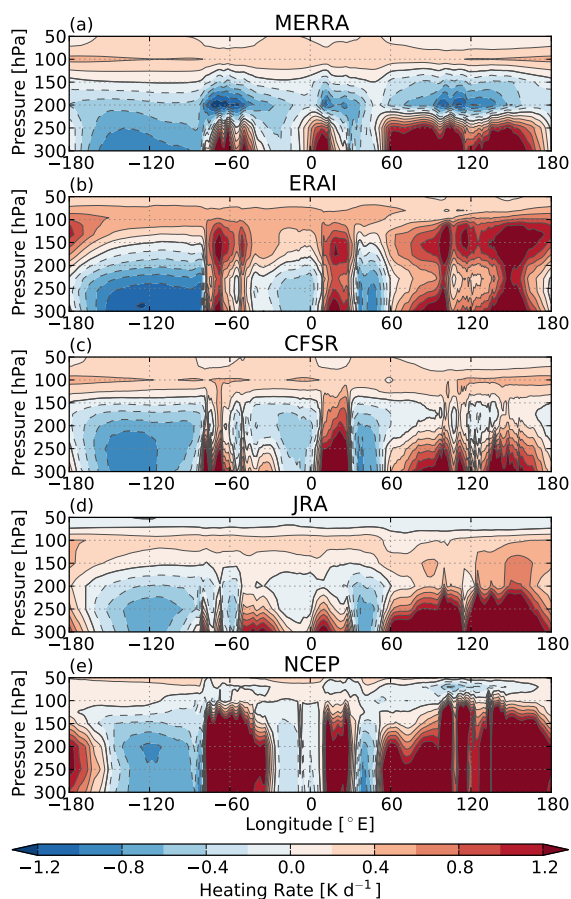 (a) MERRA
Pressure [hPa]
50
100
150
200
250
300
−180 −120 −60 0 60 120 180
(b) ERAI
Pressure [hPa]
50
100
150
200
250
300
−180 −120 −60 0 60 120 180
(c) CFSR
Pressure [hPa]
50
100
150
200
250
300
−180 −120 −60 0 60 120 180
(d) JRA
Pressure [hPa]
50
100
150
200
250
300
−180 −120 −60 0 60 120 180
(e) NCEP
Pressure [hPa]
50
100
150
200
250
300
−180 −120 −60 0 60 120 180
Longitude [°E]
−1.2 −0.8 −0.4 0.0 0.4 0.8 1.2
Heating Rate [K d⁻¹]